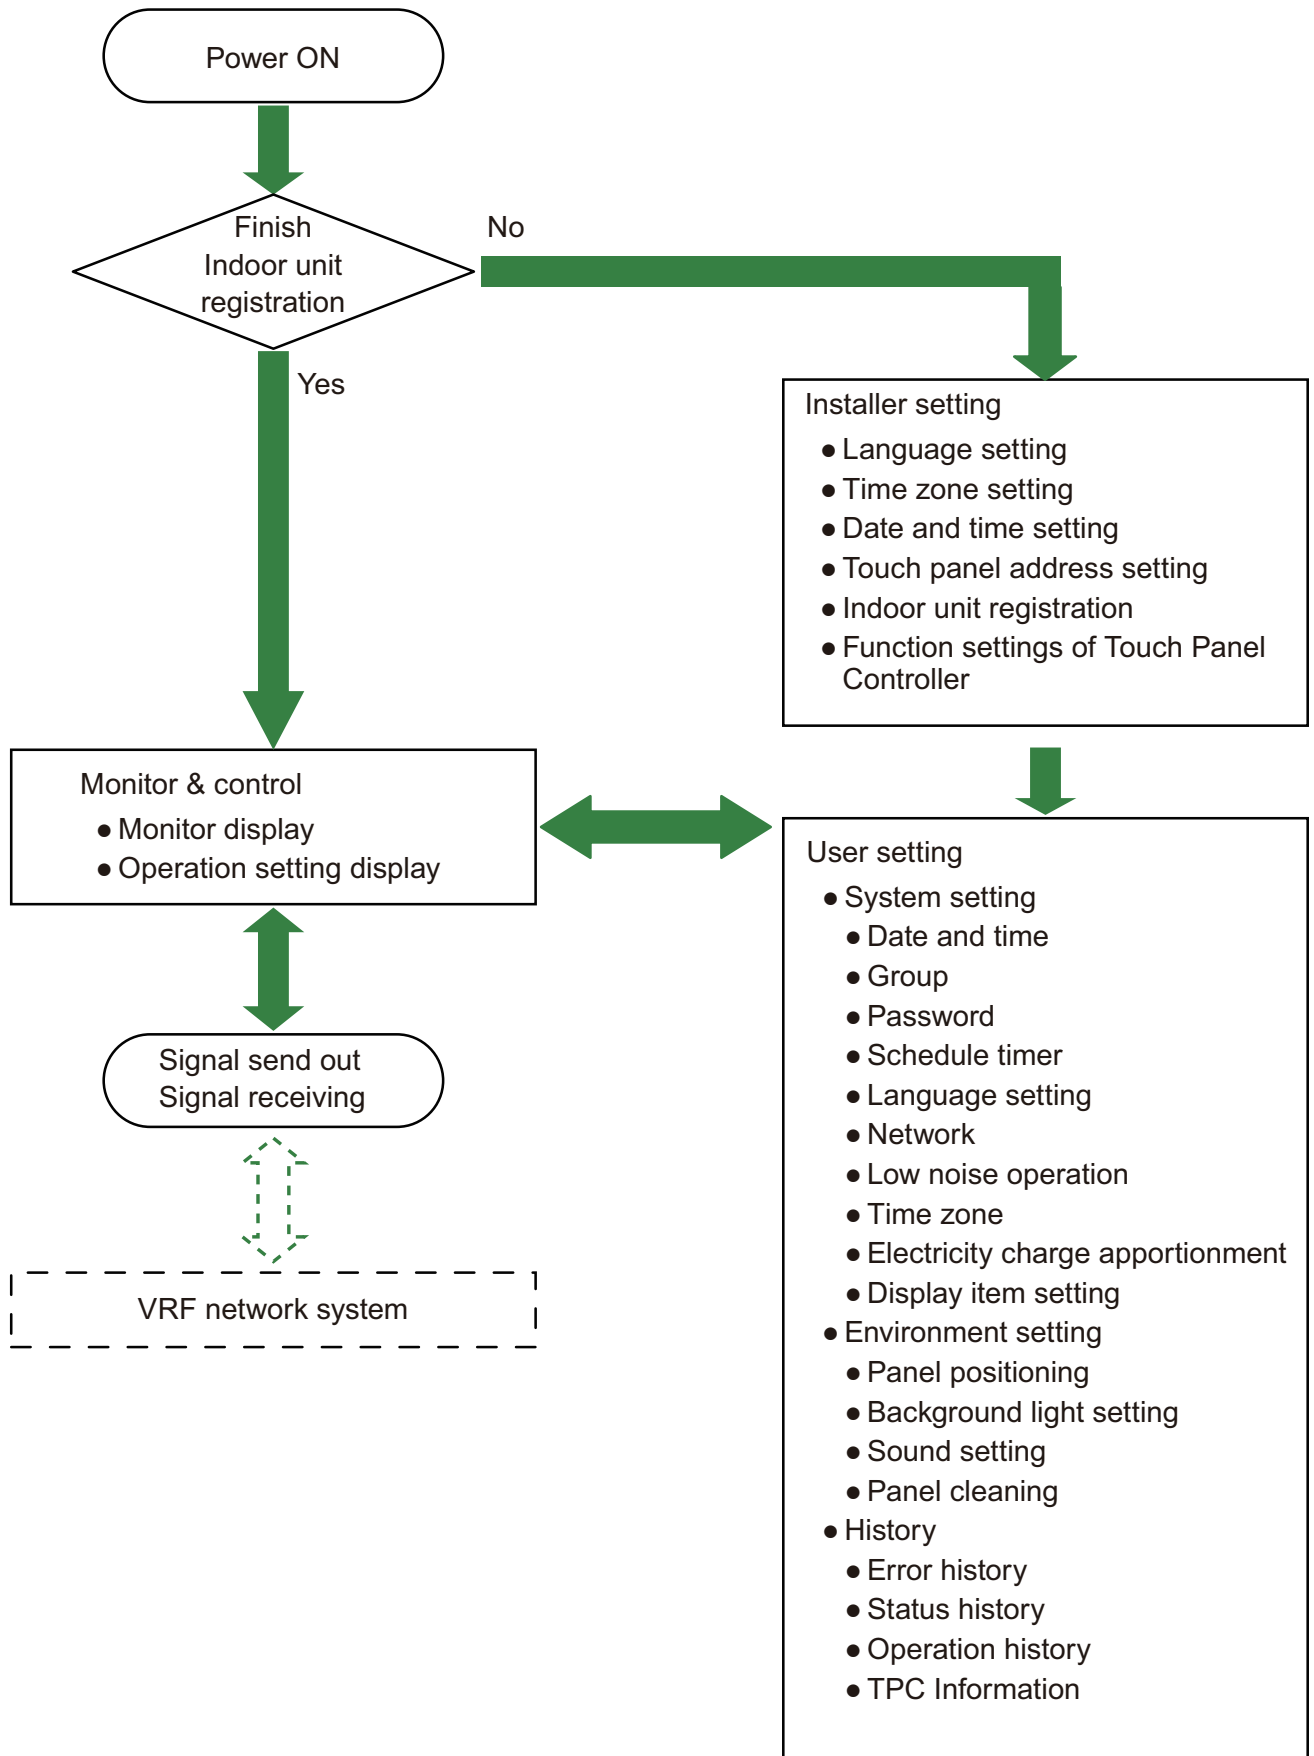 Power ON
Finish
Indoor unit
registration
No
Yes
Installer setting
● Language setting
● Time zone setting
● Date and time setting
● Touch panel address setting
● Indoor unit registration
● Function settings of Touch Panel
Controller
Monitor & control
● Monitor display
● Operation setting display
Signal send out
Signal receiving
VRF network system
User setting
● System setting
● Date and time
● Group
● Password
● Schedule timer
● Language setting
● Network
● Low noise operation
● Time zone
● Electricity charge apportionment
● Display item setting
● Environment setting
● Panel positioning
● Background light setting
● Sound setting
● Panel cleaning
● History
● Error history
● Status history
● Operation history
● TPC Information